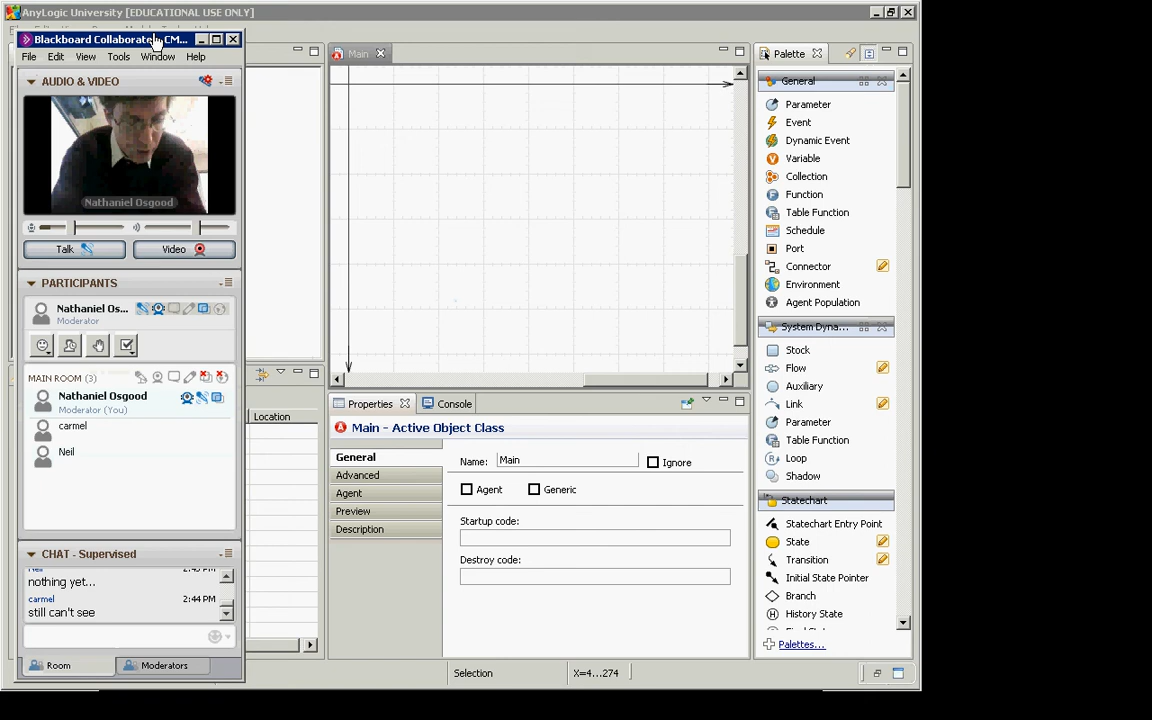 AnyLogic University [EDUCATIONAL USE ONLY]
Blackboard Collaborate CM...
File Edit View Tools Window Help
AUDIO & VIDEO
Nathaniel Osgood
Talk Video
PARTICIPANTS
Nathaniel Os...
Moderator
MAIN ROOM (3)
Nathaniel Osgood
Moderator (You)
carmel
Neil
CHAT - Supervised
nothing yet...
carmel 2:44 PM
still can't see
Room Moderators
Location
Main
Properties Console
Main - Active Object Class
General
Advanced
Agent
Preview
Description
Name: Main Ignore
Agent Generic
Startup code:
Destroy code:
Selection X=4...274
Palette
General
Parameter
Event
Dynamic Event
Variable
Collection
Function
Table Function
Schedule
Port
Connector
Environment
Agent Population
System Dyna...
Stock
Flow
Auxiliary
Link
Parameter
Table Function
Loop
Shadow
Statechart
Statechart Entry Point
State
Transition
Initial State Pointer
Branch
History State
Palettes...